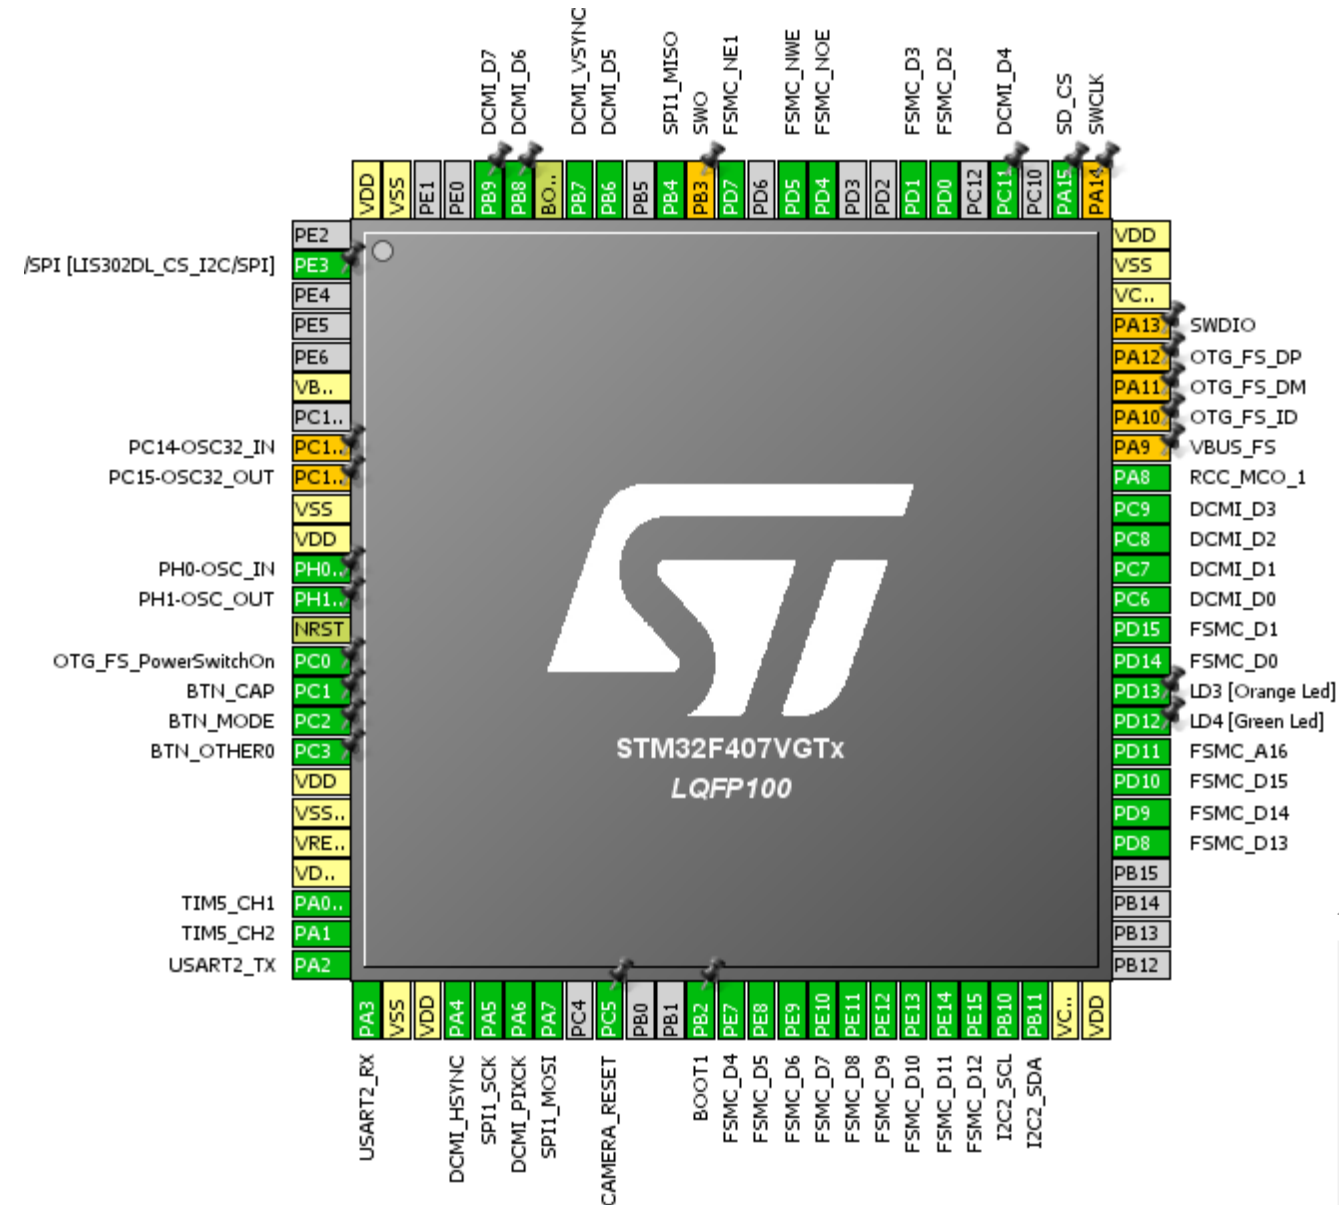 DCMI_D7
DCMI_D6
DCMI_VSYNC
DCMI_D5
SPI1_MISO
SWO
FSMC_NE1
FSMC_NWE
FSMC_NOE
FSMC_D3
FSMC_D2
DCMI_D4
SD_CS
SWCLK
VDD
VSS
PE1
PE0
PB9
PB8
BO..
PB7
PB6
PB5
PB4
PB3
PD7
PD6
PD5
PD4
PD3
PD2
PD1
PD0
PC12
PC11
PC10
PA15
PA14
PE2
/SPI [LIS302DL_CS_I2C/SPI] PE3
PE4
PE5
PE6
VB..
PC1..
PC14-OSC32_IN PC1..
PC15-OSC32_OUT PC1..
VSS
VDD
PH0-OSC_IN PH0..
PH1-OSC_OUT PH1..
NRST
OTG_FS_PowerSwitchOn PC0
BTN_CAP PC1
BTN_MODE PC2
BTN_OTHER0 PC3
VDD
VSS..
VRE..
VD..
TIM5_CH1 PA0..
TIM5_CH2 PA1
USART2_TX PA2
STM32F407VGTx
LQFP100
VDD
VSS
VC..
PA13 SWDIO
PA12 OTG_FS_DP
PA11 OTG_FS_DM
PA10 OTG_FS_ID
PA9 VBUS_FS
PA8 RCC_MCO_1
PC9 DCMI_D3
PC8 DCMI_D2
PC7 DCMI_D1
PC6 DCMI_D0
PD15 FSMC_D1
PD14 FSMC_D0
PD13 LD3 [Orange Led]
PD12 LD4 [Green Led]
PD11 FSMC_A16
PD10 FSMC_D15
PD9 FSMC_D14
PD8 FSMC_D13
PB15
PB14
PB13
PB12
PA3
VSS
VDD
PA4
PA5
PA6
PA7
PC4
PC5
PB0
PB1
PB2
PE7
PE8
PE9
PE10
PE11
PE12
PE13
PE14
PE15
PB10
PB11
VC..
VDD
USART2_RX
DCMI_HSYNC
SPI1_SCK
DCMI_PIXCK
SPI1_MOSI
CAMERA_RESET
BOOT1
FSMC_D4
FSMC_D5
FSMC_D6
FSMC_D7
FSMC_D8
FSMC_D9
FSMC_D10
FSMC_D11
FSMC_D12
I2C2_SCL
I2C2_SDA